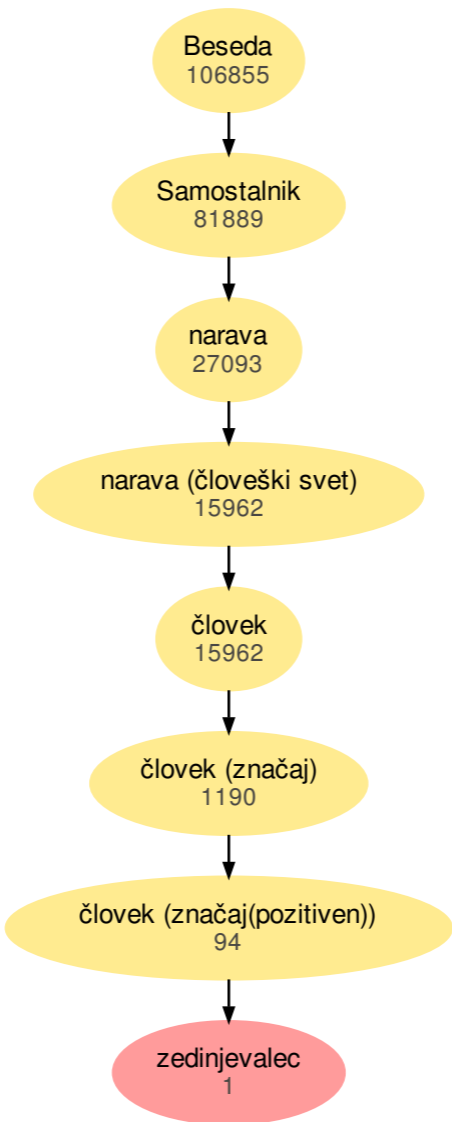 Beseda
106855
Samostalnik
81889
narava
27093
narava (človeški svet)
15962
človek
15962
človek (značaj)
1190
človek (značaj(pozitiven))
94
zedinjevalec
1